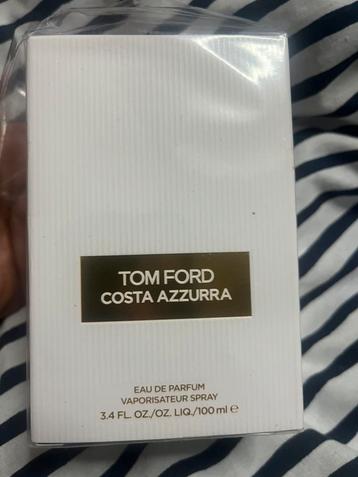 TOM FORD
COSTA AZZURRA
EAU DE PARFUM
VAPORISATEUR SPRAY
3.4 FL. OZ./OZ. LIQ./100 ml ℮